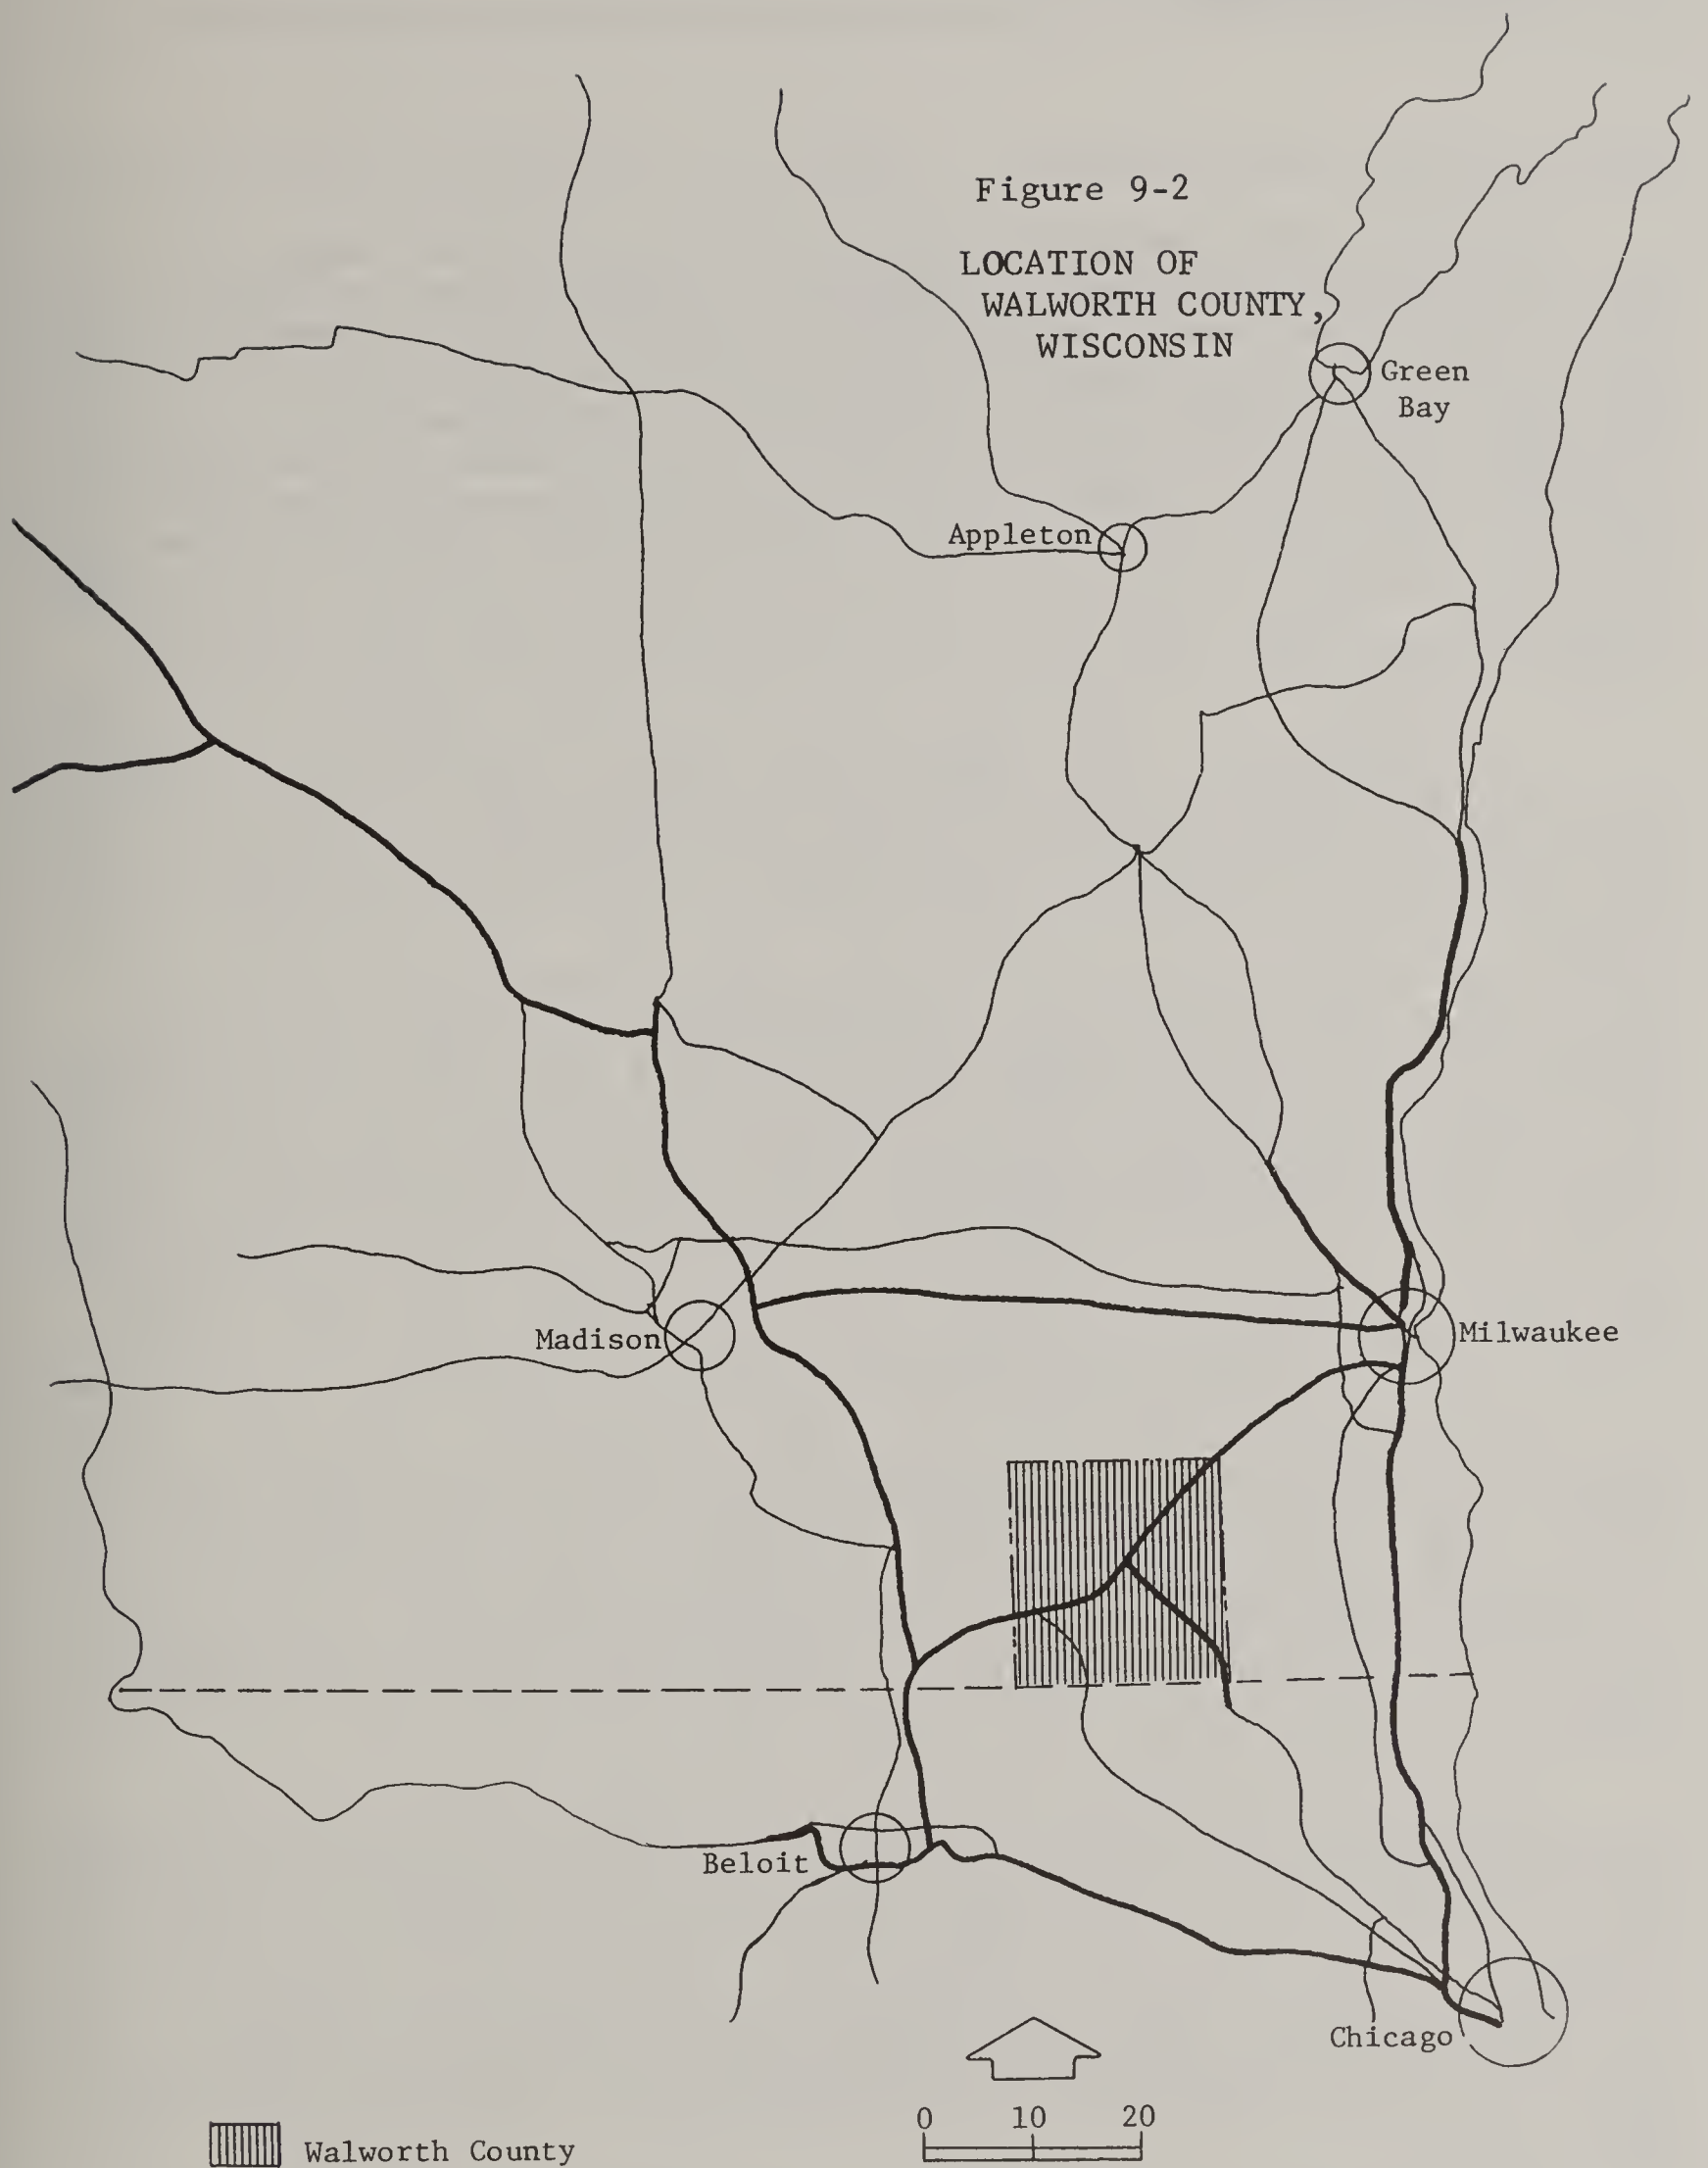 Figure 9-2
LOCATION OF
WALWORTH COUNTY,
WISCONSIN
Green
Bay
Appleton
Madison
Milwaukee
Beloit
Chicago
0 10 20
Walworth County